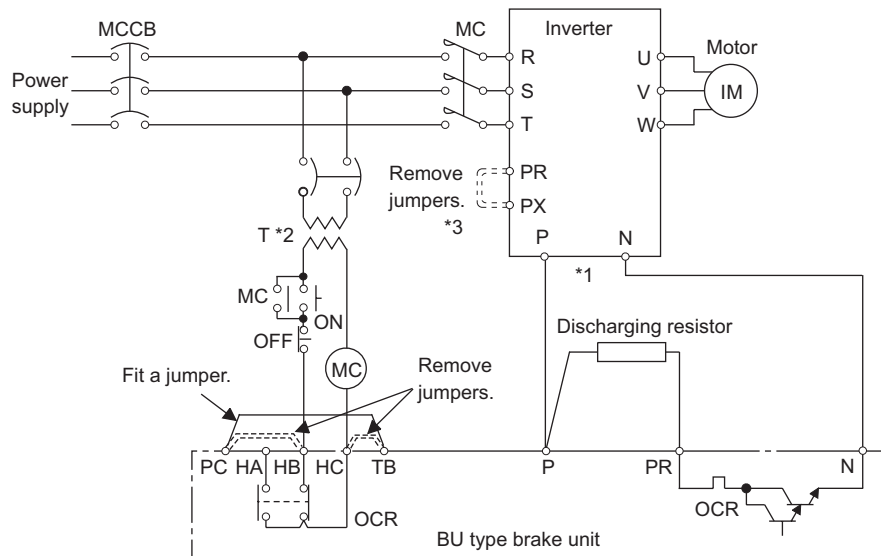 MCCB
MC
Inverter
Motor
Power
supply
R
S
T
U
V
W
IM
Remove
jumpers.
*3
PR
PX
T *2
P
N
*1
MC
ON
OFF
Discharging resistor
MC
Fit a jumper.
Remove
jumpers.
PC
HA
HB
HC
TB
P
PR
N
OCR
OCR
BU type brake unit